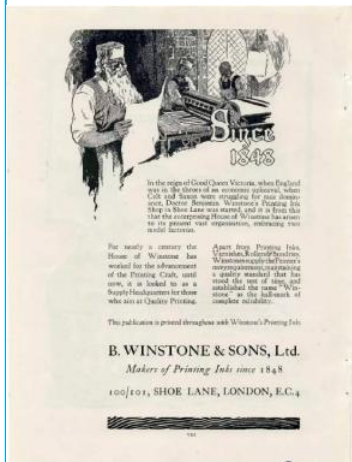 Since
1848
In the reign of Good Queen Victoria, when England
was in the throes of an economic upheaval, when
Celt and Saxon were struggling for race domin-
ance, Doctor Benjamin Winstone's Printing Ink
Shop in Shoe Lane was started, and it is from this
that the enterprising House of Winstone has arisen
to its present vast organisation, embracing vast
model factories.
For nearly a century the
House of Winstone has
worked for the advancement
of the Printing Craft, until
now, it is looked to as a
Supply Headquarters for those
who aim at Quality Printing.
Apart from Printing Inks,
Varnishes, Rollers & Sundries,
Winstones supply the Printer's
every requirement, maintaining
a quality standard that has
stood the test of time, and
established the name "Win-
stone" as the hall-mark of
complete reliability.
This publication is printed throughout with Winstone's Printing Inks
B. WINSTONE & SONS, Ltd.
Makers of Printing Inks since 1848
100/101, SHOE LANE, LONDON, E.C.4